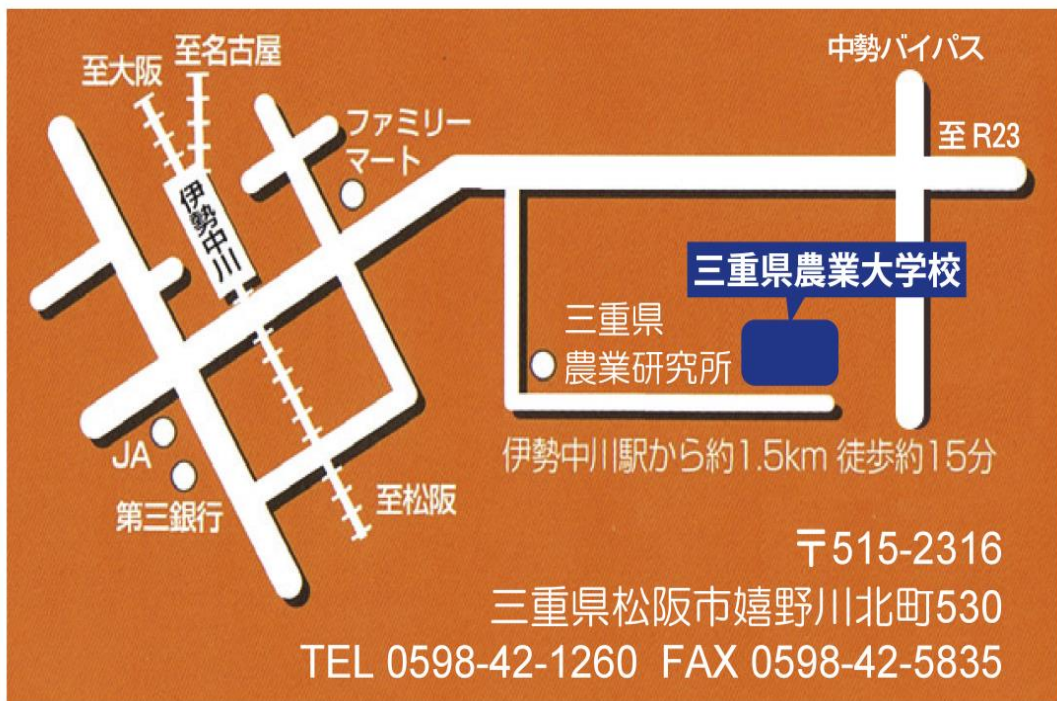 至名古屋
至大阪
中勢バイパス
ファミリー
マート
至 R23
伊勢中川
三重県農業大学校
三重県
農業研究所
JA
第三銀行
至松阪
伊勢中川駅から約1.5km 徒歩約15分
〒515-2316
三重県松阪市嬉野川北町530
TEL 0598-42-1260 FAX 0598-42-5835